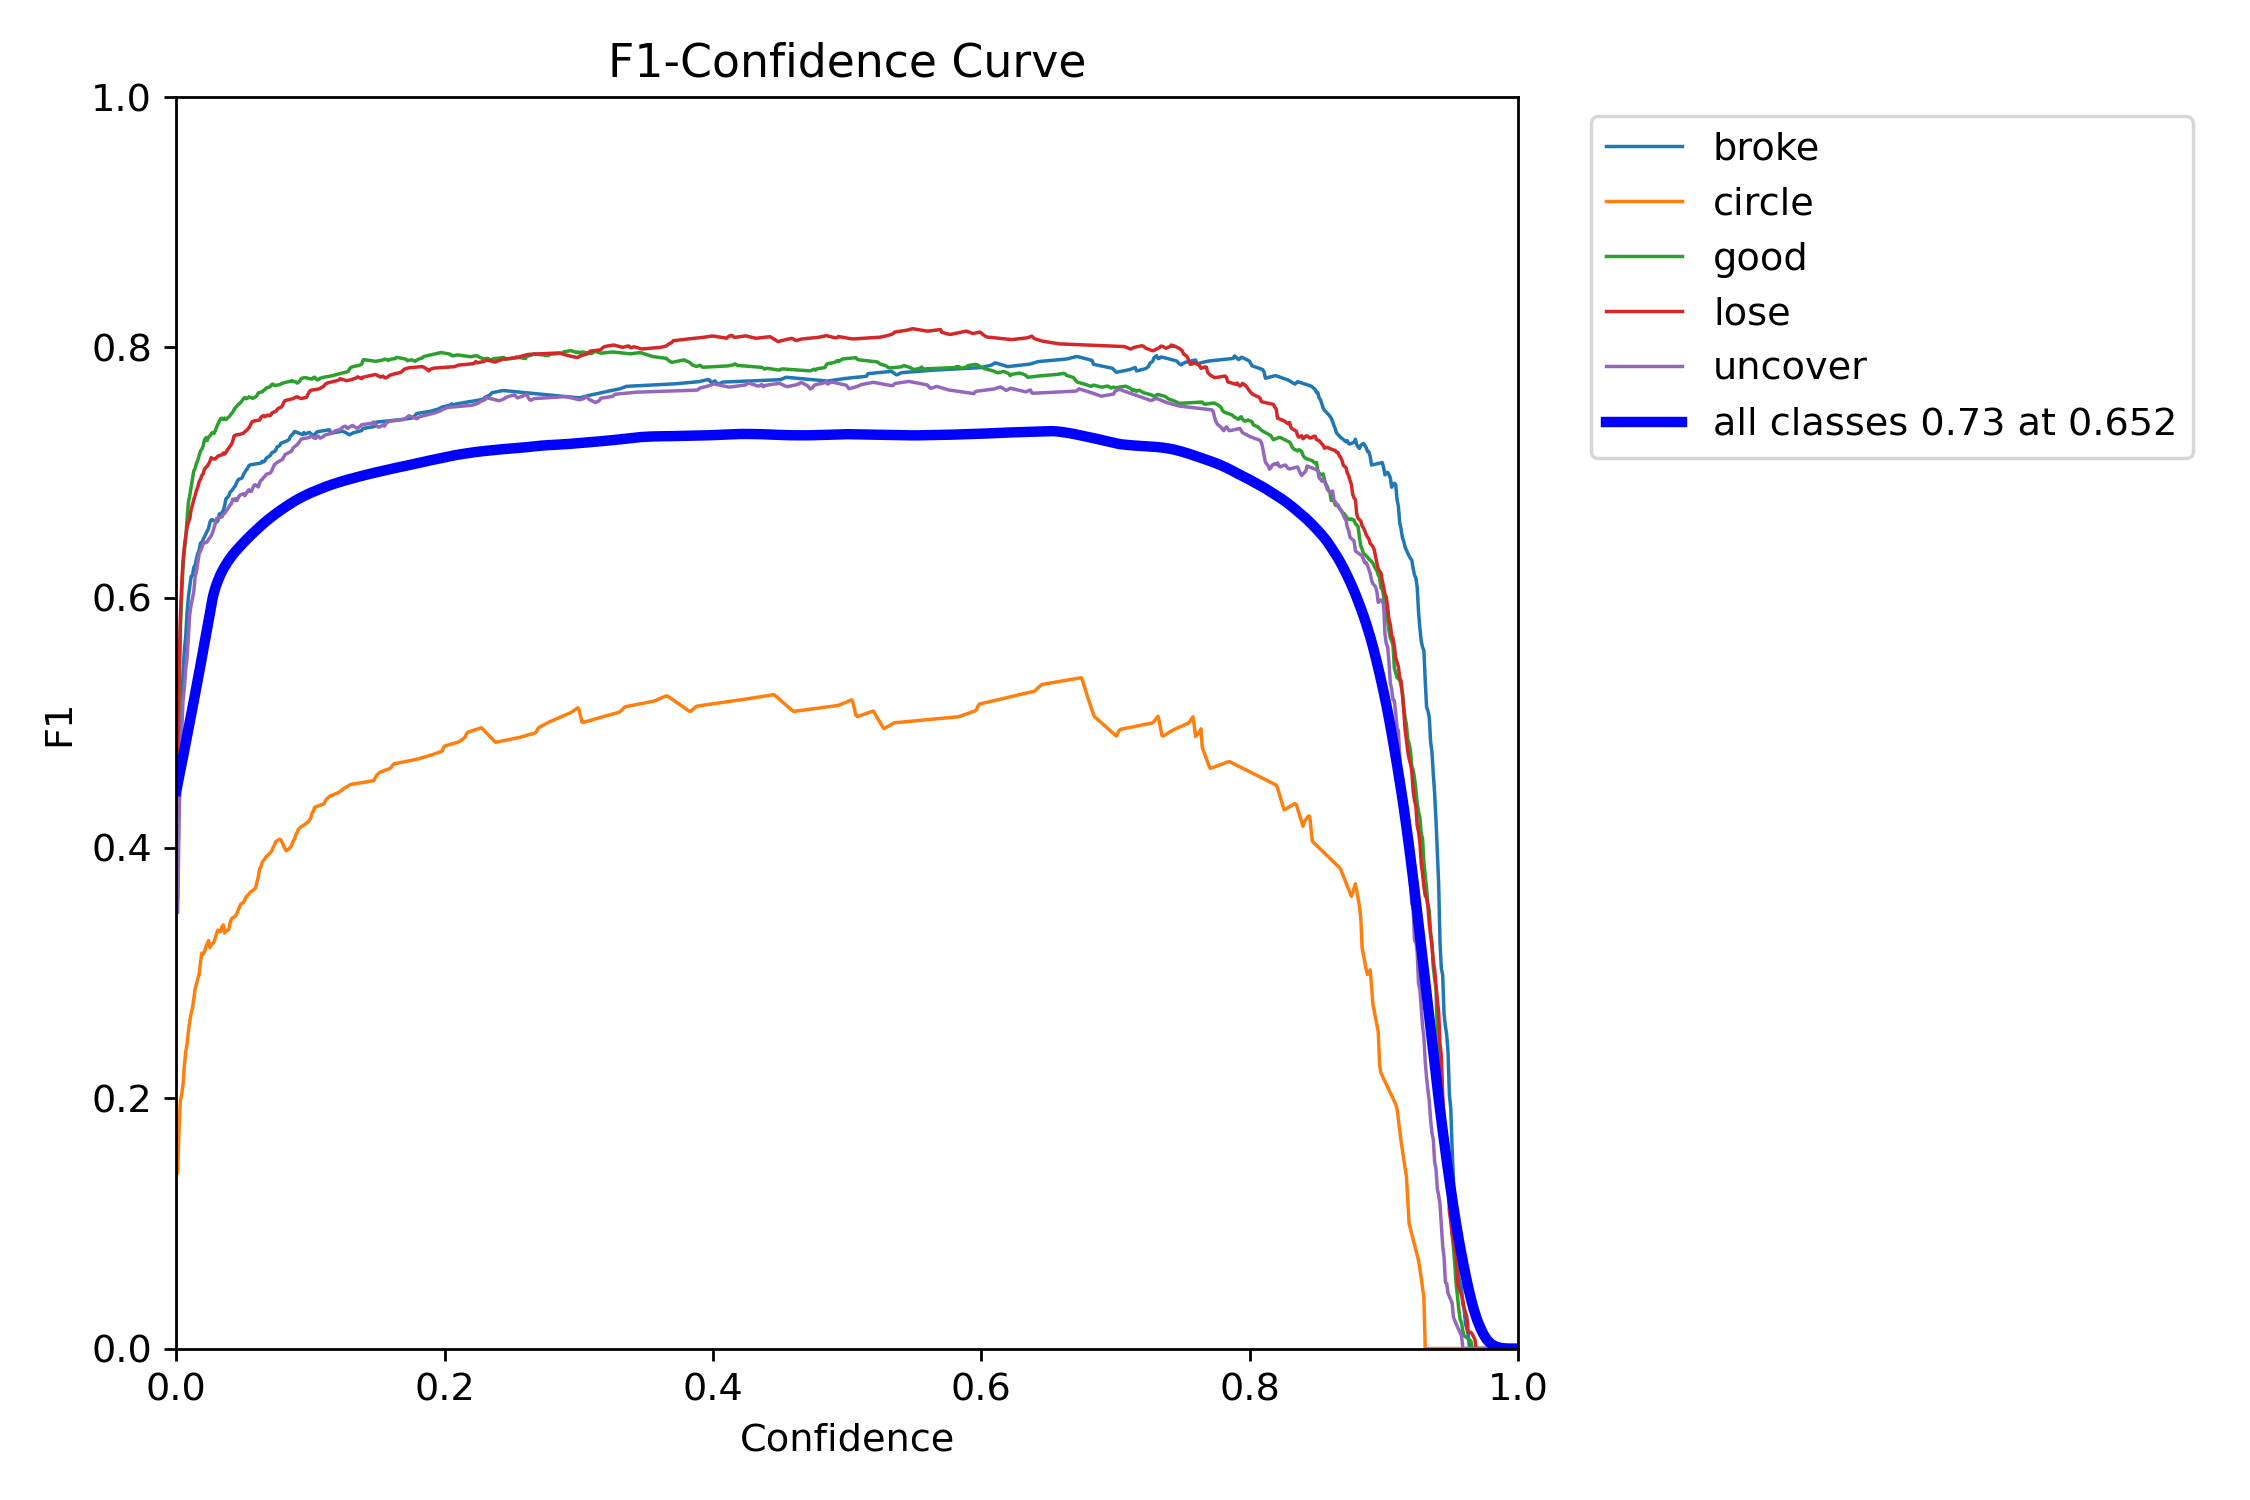 F1-Confidence Curve
1.0
0.8
0.6
0.4
0.2
0.0
F1
0.0 0.2 0.4 0.6 0.8 1.0
Confidence
broke
circle
good
lose
uncover
all classes 0.73 at 0.652